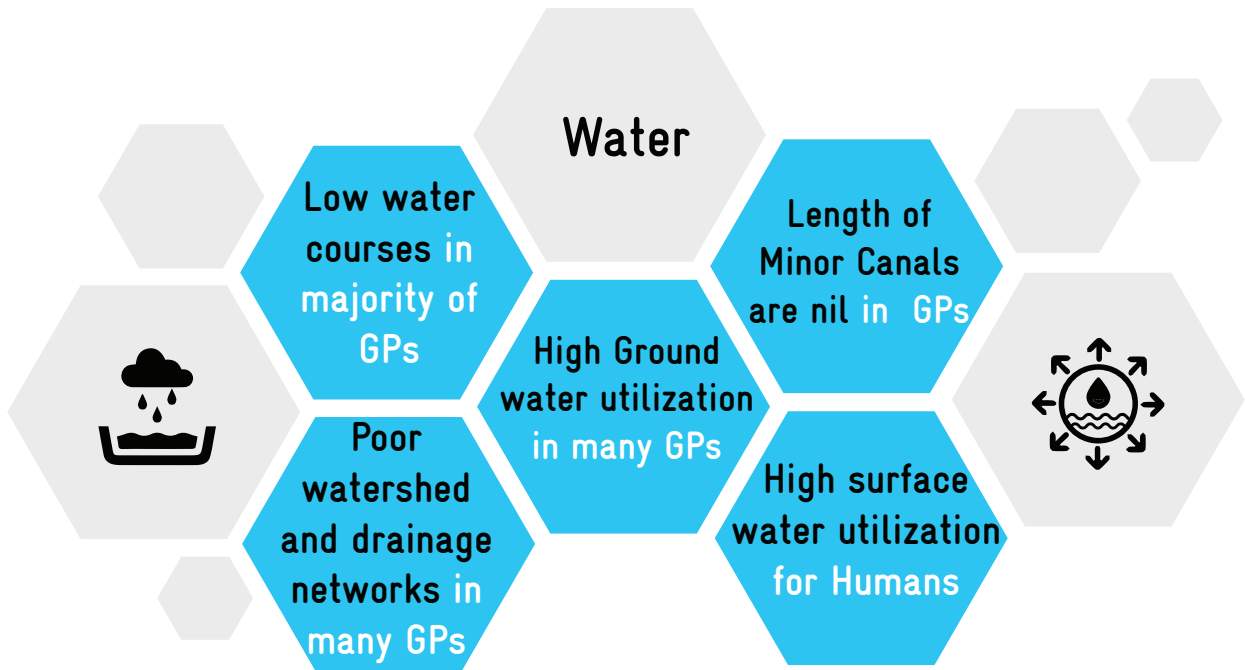 Water
Low water
courses in
majority of
GPs
Length of
Minor Canals
are nil in GPs
High Ground
water utilization
in many GPs
Poor
watershed
and drainage
networks in
many GPs
High surface
water utilization
for Humans